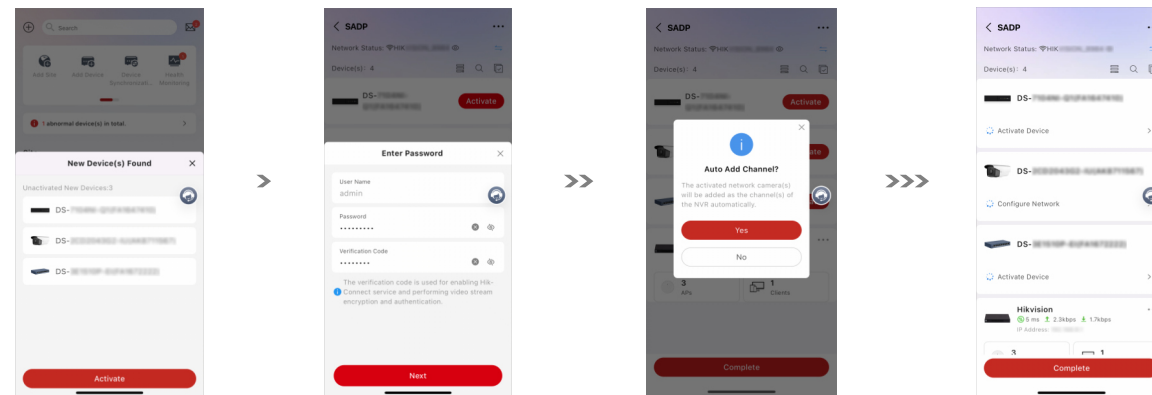 Search
Add Site
Add Device
Device
Synchronizati...
Health
Monitoring
1 abnormal device(s) in total.
New Device(s) Found
Unactivated New Devices:3
DS-
DS-
DS-
Activate
>
SADP
Network Status: HIK
Device(s): 4
DS-
Activate
Enter Password
User Name
admin
Password
Verification Code
The verification code is used for enabling Hik-
Connect service and performing video stream
encryption and authentication.
Next
>>
SADP
Network Status: HIK
Device(s): 4
DS-
Activate
Auto Add Channel?
The activated network camera(s)
will be added as the channel(s) of
the NVR automatically.
Yes
No
3
APs
1
Clients
Complete
>>>
SADP
Network Status: HIK
Device(s): 4
DS-
Activate Device
DS-
Configure Network
DS-
Activate Device
Hikvision
6 ms 2.3kbps 1.7kbps
IP Address:
3
1
Complete